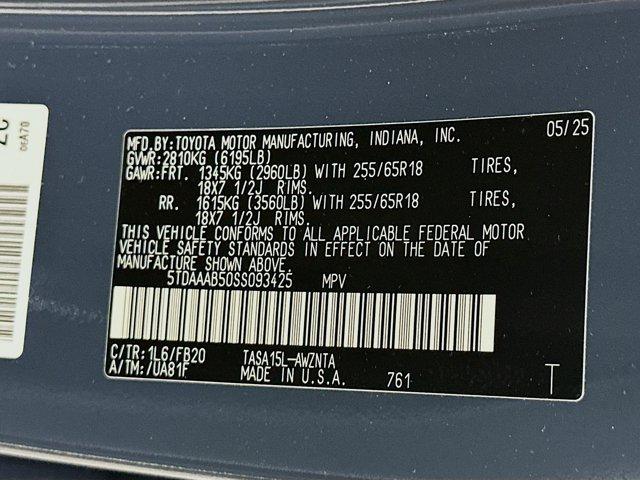 MFD.BY:TOYOTA MOTOR MANUFACTURING, INDIANA, INC. 05/25
GVWR:2810KG (6195LB)
GAWR:FRT. 1345KG (2960LB) WITH 255/65R18 TIRES,
18X7 1/2J RIMS.
RR. 1615KG (3560LB) WITH 255/65R18 TIRES,
18X7 1/2J RIMS.
THIS VEHICLE CONFORMS TO ALL APPLICABLE FEDERAL MOTOR
VEHICLE SAFETY STANDARDS IN EFFECT ON THE DATE OF
MANUFACTURE SHOWN ABOVE.
5TDAAAB50SS093425 MPV
C/TR:1L6/FB20 TASA15L-AWZNTA
A/TM:/UA81F MADE IN U.S.A. 761 T
06A70